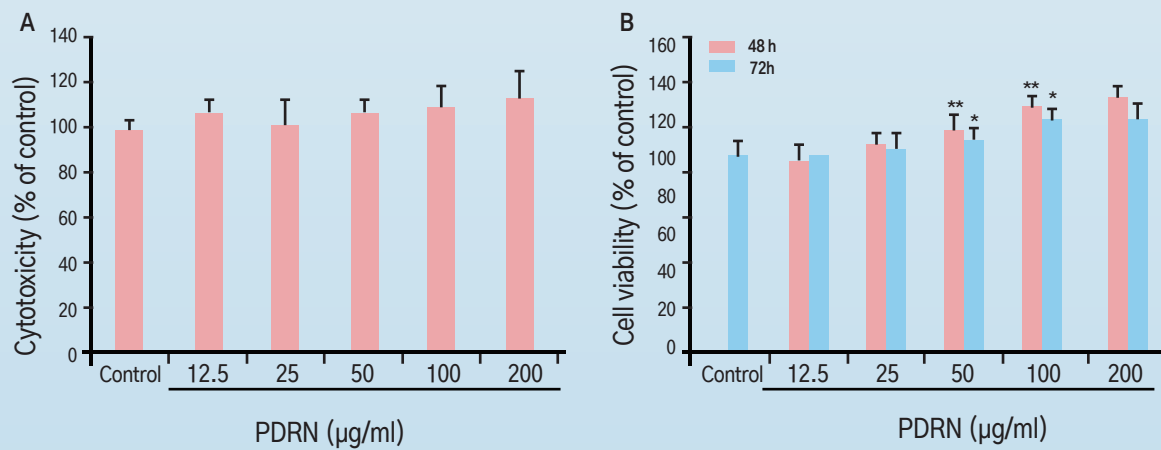 A
Cytotoxicity (% of control)
140
120
100
80
60
40
20
0
Control 12.5 25 50 100 200
PDRN (µg/ml)
B
Cell viability (% of control)
160
140
120
100
80
60
40
20
0
48 h
72h
** * ** *
Control 12.5 25 50 100 200
PDRN (µg/ml)